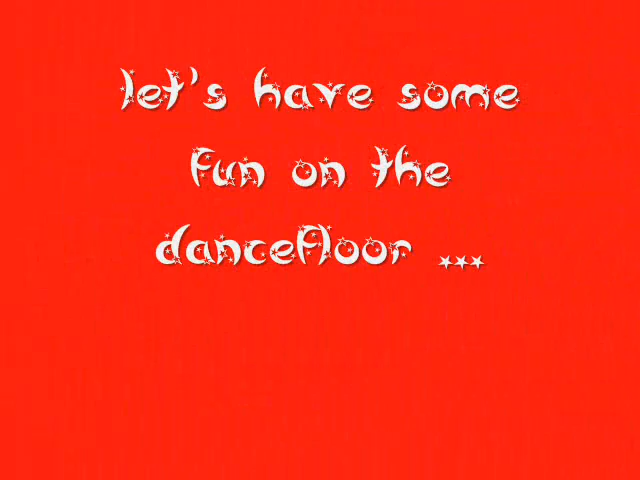 let's have some
fun on the
dancefloor ...